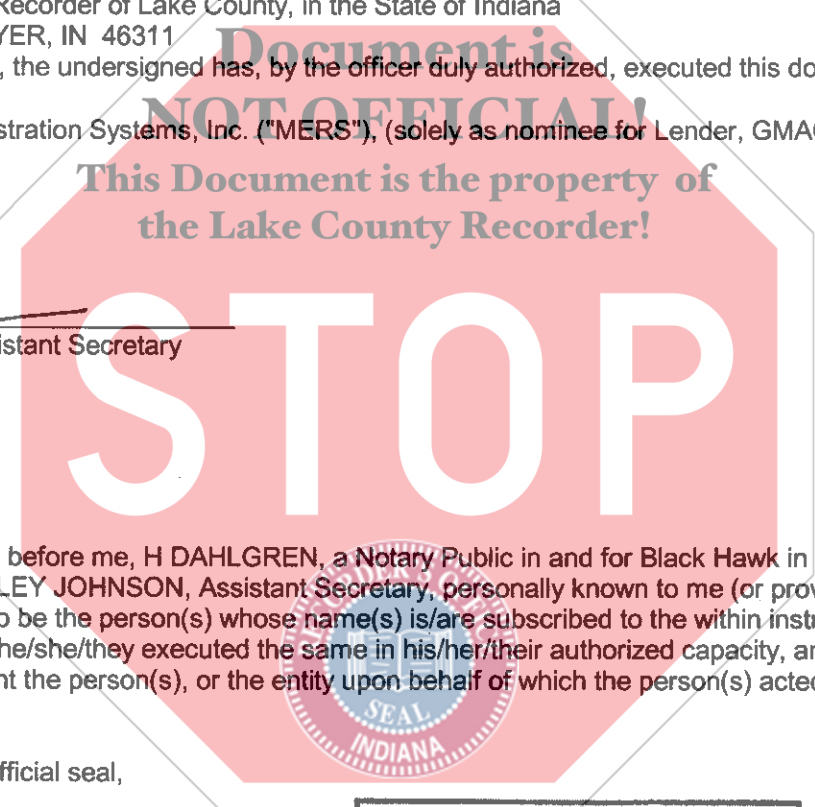 Recorder of Lake County, in the State of Indiana
YER, IN 46311
Document is
, the undersigned has, by the officer duly authorized, executed this do
NOT OFFICIAL!
stration Systems, Inc. ("MERS"), (solely as nominee for Lender, GMA
This Document is the property of
the Lake County Recorder!
STOP
istant Secretary
before me, H DAHLGREN, a Notary Public in and for Black Hawk in
LEY JOHNSON, Assistant Secretary, personally known to me (or prov
o be the person(s) whose name(s) is/are subscribed to the within instr
he/she/they executed the same in his/her/their authorized capacity, an
nt the person(s), or the entity upon behalf of which the person(s) acted
SEAL
INDIANA
fficial seal,